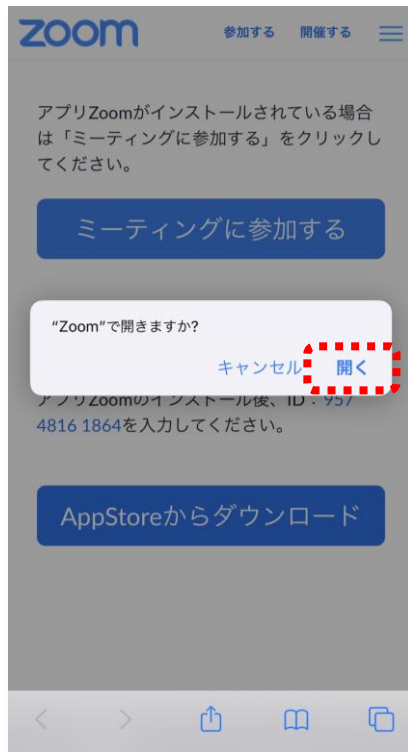 zoom 参加する 開催する
アプリZoomがインストールされている場合
は「ミーティングに参加する」をクリックし
てください。
ミーティングに参加する
“Zoom”で開きますか?
キャンセル 開く
アプリZoomのインストール後、ID：957
4816 1864を入力してください。
AppStoreからダウンロード